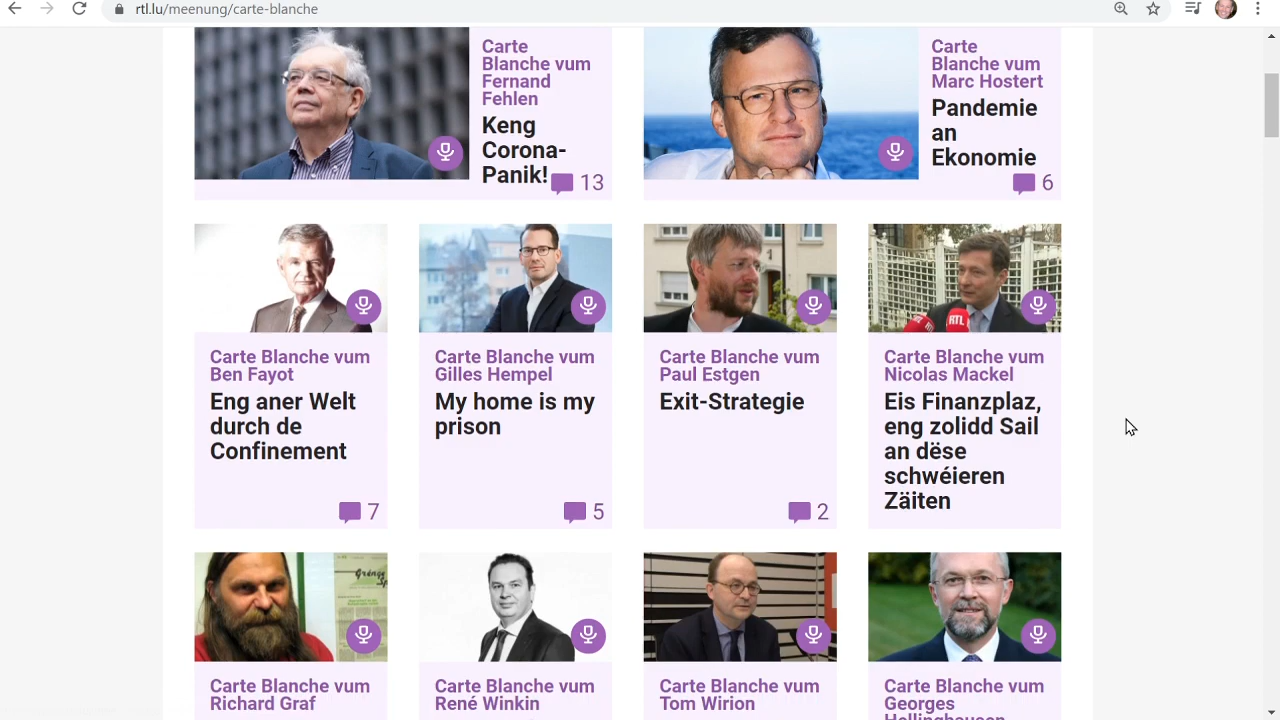 rtl.lu/meenung/carte-blanche
Carte
Blanche vum
Fernand
Fehlen
Keng
Corona-
Panik!
13
Carte
Blanche vum
Marc Hostert
Pandemie
an
Ekonomie
6
Carte Blanche vum
Ben Fayot
Eng aner Welt
durch de
Confinement
7
Carte Blanche vum
Gilles Hempel
My home is my
prison
5
Carte Blanche vum
Paul Estgen
Exit-Strategie
2
RTL
Carte Blanche vum
Nicolas Mackel
Eis Finanzplaz,
eng zolidd Sail
an dëse
schwéieren
Zäiten
Carte Blanche vum
Richard Graf
Carte Blanche vum
René Winkin
Carte Blanche vum
Tom Wirion
Carte Blanche vum
Georges
Hellinghausen